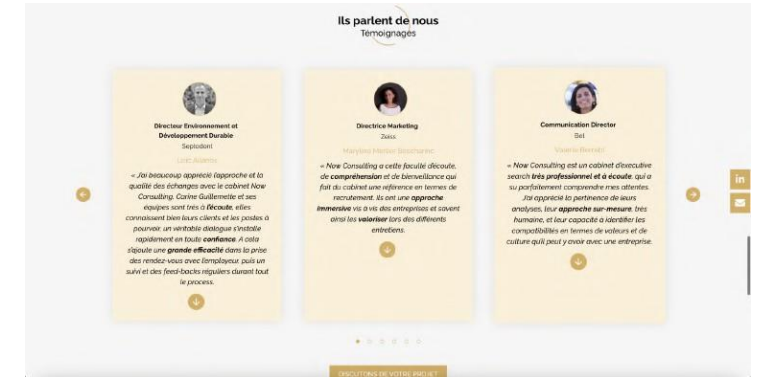 Ils parlent de nous
Témoignages
Directeur Environnement et
Développement Durable
Septodont
« J'ai beaucoup apprécié l'approche et la
qualité des échanges avec le cabinet Now
Consulting. Carine Guillemette et ses
équipes sont très à l'écoute, elles
connaissent bien leurs clients et les postes à
pourvoir, un véritable dialogue s'installe
rapidement en toute confiance. A cela
s'ajoute une grande efficacité dans la prise
des rendez-vous avec l'employeur, puis un
suivi et des feed-backs réguliers durant tout
le process.
Directrice Marketing
Zeiss
« Now Consulting a cette faculté d'écoute,
de compréhension et de bienveillance qui
fait du cabinet une référence en termes de
recrutement. Ils ont une approche
immersive vis à vis des entreprises et savent
ainsi les valoriser lors des différents
entretiens.
Communication Director
Bel
« Now Consulting est un cabinet d'executive
search très professionnel et à écoute, qui a
su parfaitement comprendre mes attentes.
J'ai apprécié la pertinence de leurs
analyses, leur approche sur-mesure, très
humaine, et leur capacité à identifier les
compatibilités en termes de valeurs et de
culture qu'il peut y avoir avec une entreprise.
in
DISCUTONS DE VOTRE PROJET